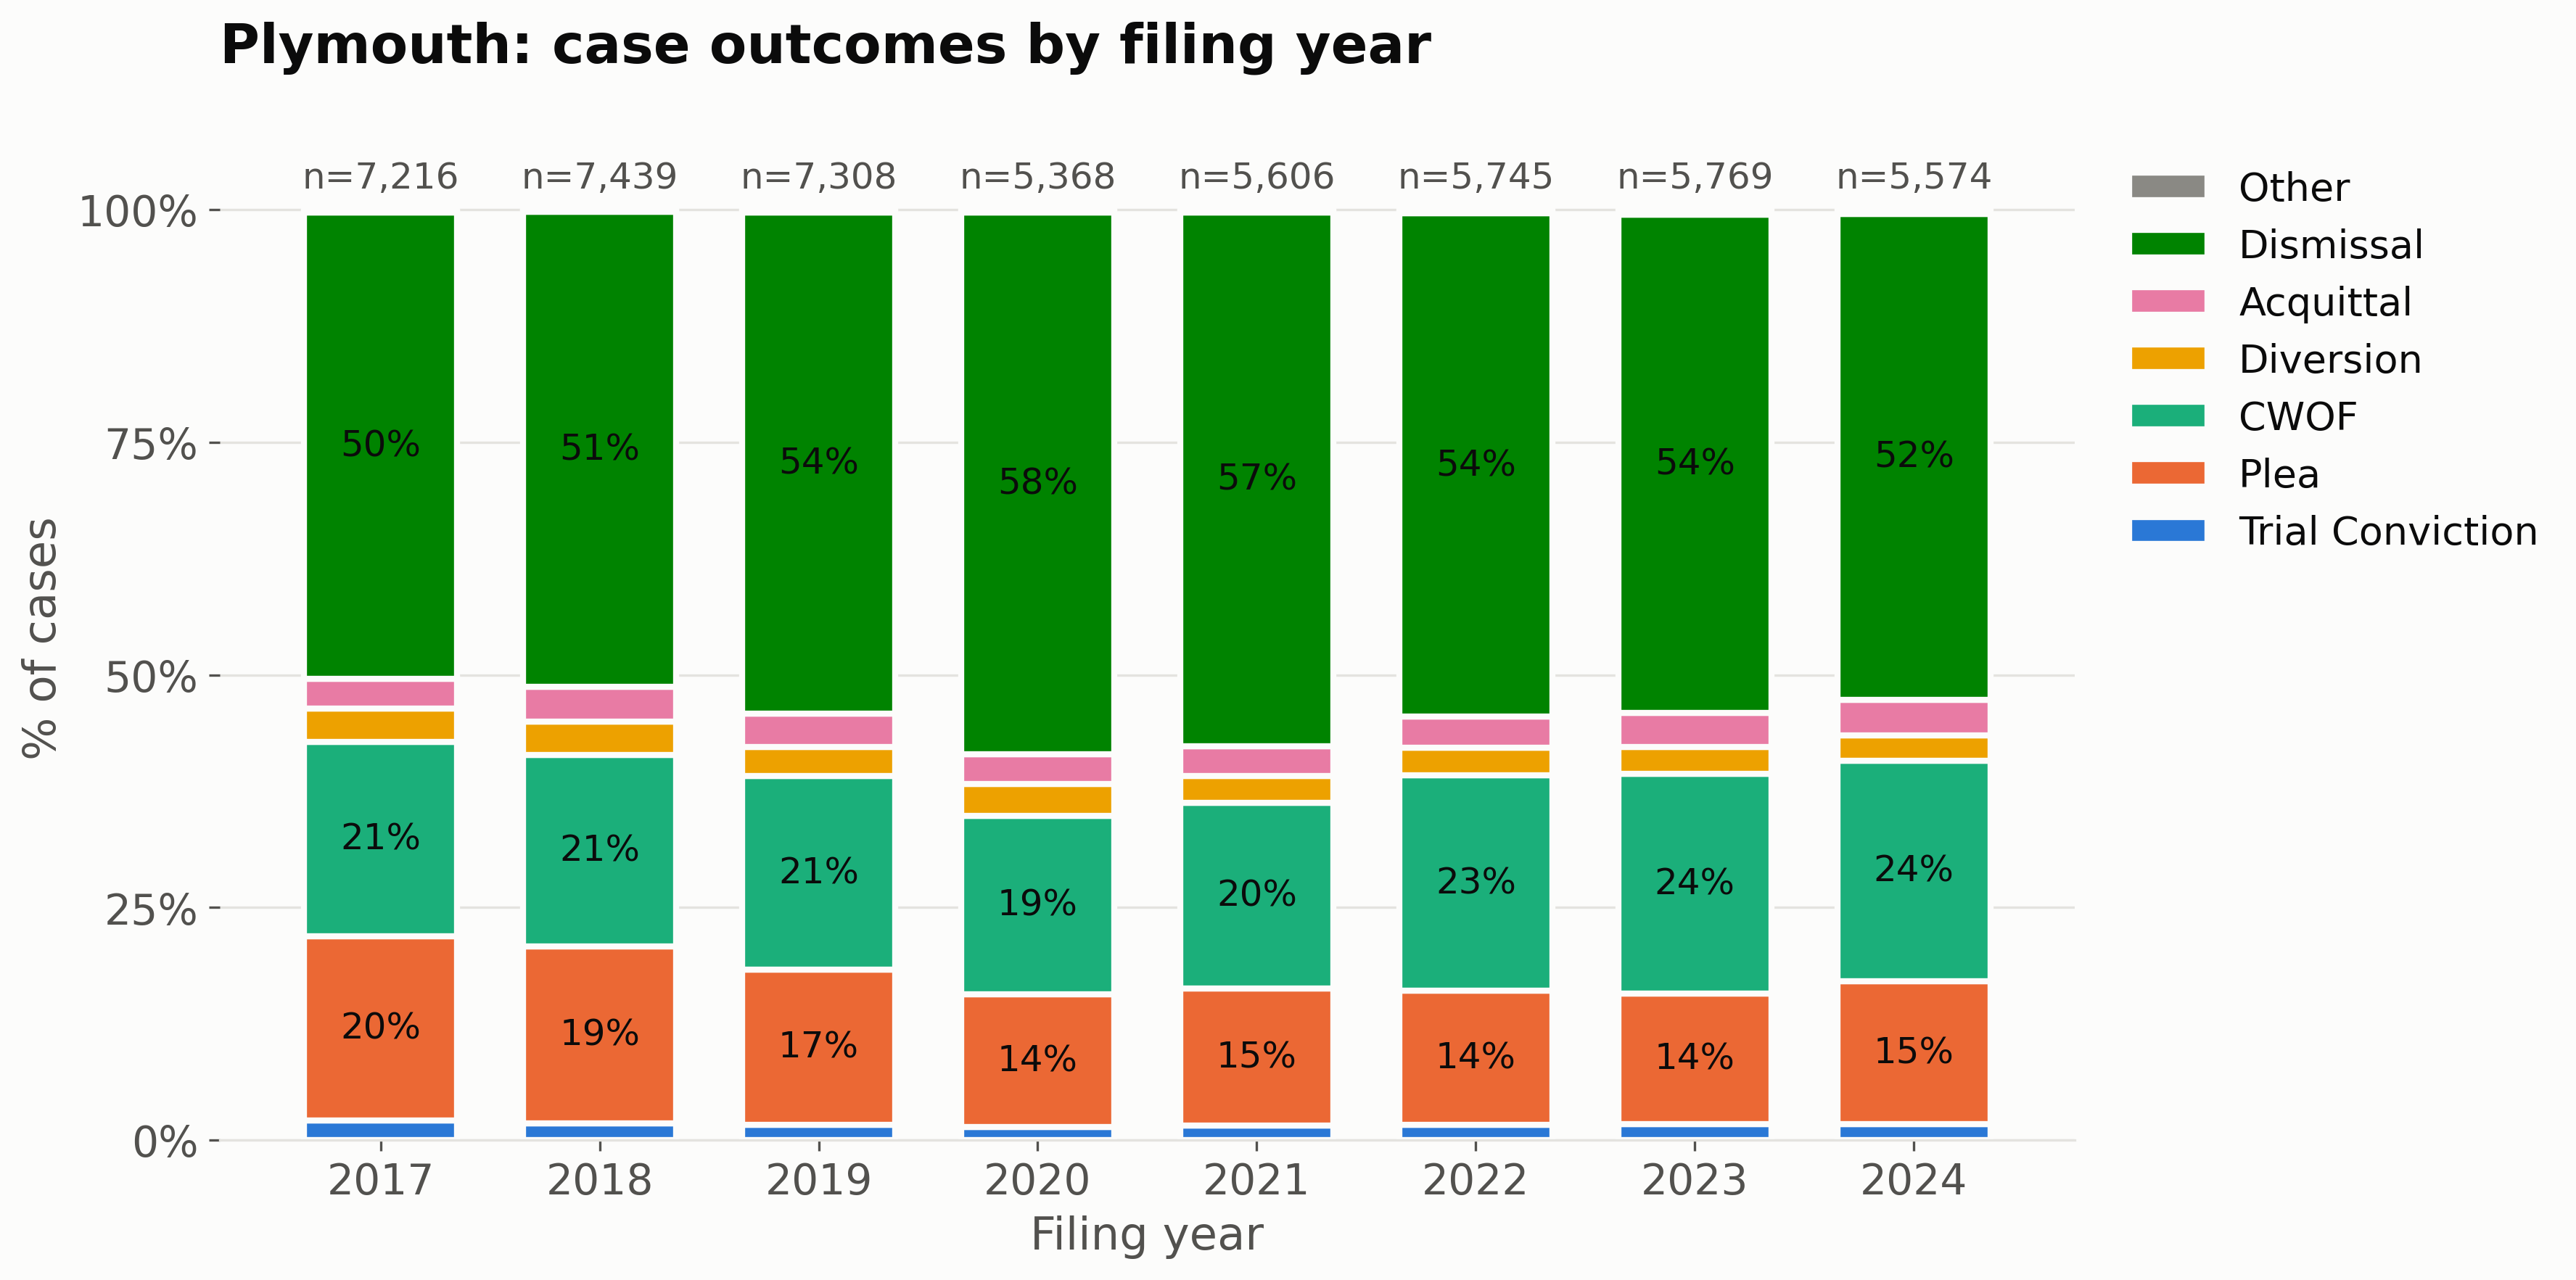 Plymouth: case outcomes by filing year
n=7,216 n=7,439 n=7,308 n=5,368 n=5,606 n=5,745 n=5,769 n=5,574
100%
75%
50%
25%
0%
% of cases
50% 51% 54% 58% 57% 54% 54% 52%
21% 21% 21% 19% 20% 23% 24% 24%
20% 19% 17% 14% 15% 14% 14% 15%
2017 2018 2019 2020 2021 2022 2023 2024
Filing year
Other
Dismissal
Acquittal
Diversion
CWOF
Plea
Trial Conviction